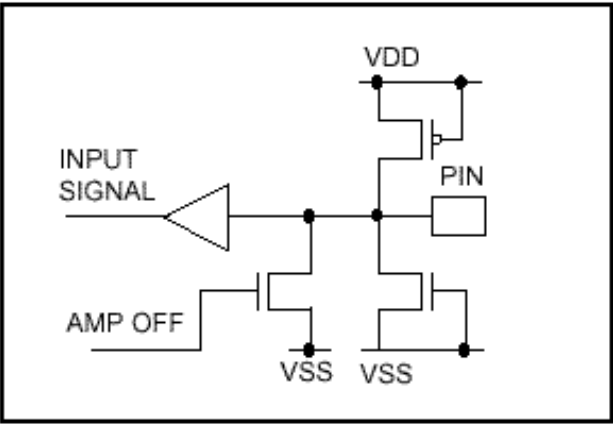 VDD
INPUT
SIGNAL
PIN
AMP OFF
VSS
VSS